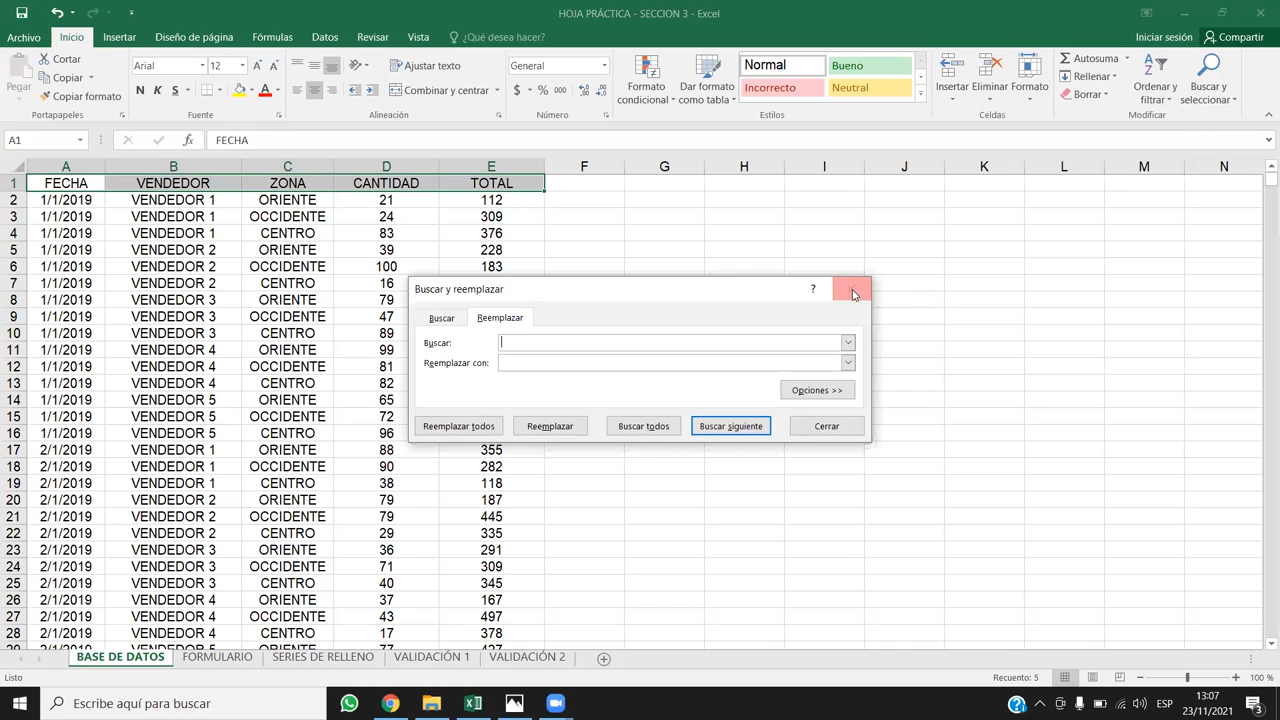 HOJA PRÁCTICA - SECCION 3 - Excel
Archivo Inicio Insertar Diseño de página Fórmulas Datos Revisar Vista ¿Qué desea hacer? Iniciar sesión Compartir
Pegar
Cortar
Copiar
Copiar formato
Portapapeles
Arial 12
N K S
Fuente
Ajustar texto
Combinar y centrar
Alineación
General
$ % 000
Número
Formato condicional
Dar formato como tabla
Normal Bueno
Incorrecto Neutral
Estilos
Insertar Eliminar Formato
Celdas
Autosuma
Rellenar
Borrar
Ordenar y filtrar
Buscar y seleccionar
Modificar
A1 fx FECHA
A B C D E F G H I J K L M N
1 FECHA VENDEDOR ZONA CANTIDAD TOTAL
2 1/1/2019 VENDEDOR 1 ORIENTE 21 112
3 1/1/2019 VENDEDOR 1 OCCIDENTE 24 309
4 1/1/2019 VENDEDOR 1 CENTRO 83 376
5 1/1/2019 VENDEDOR 2 ORIENTE 39 228
6 1/1/2019 VENDEDOR 2 OCCIDENTE 100 183
7 1/1/2019 VENDEDOR 2 CENTRO 16
8 1/1/2019 VENDEDOR 3 ORIENTE 79
9 1/1/2019 VENDEDOR 3 OCCIDENTE 47
10 1/1/2019 VENDEDOR 3 CENTRO 89
11 1/1/2019 VENDEDOR 4 ORIENTE 99
12 1/1/2019 VENDEDOR 4 OCCIDENTE 81
13 1/1/2019 VENDEDOR 4 CENTRO 82
14 1/1/2019 VENDEDOR 5 ORIENTE 65
15 1/1/2019 VENDEDOR 5 OCCIDENTE 72
16 1/1/2019 VENDEDOR 5 CENTRO 96
17 2/1/2019 VENDEDOR 1 ORIENTE 88 355
18 2/1/2019 VENDEDOR 1 OCCIDENTE 90 282
19 2/1/2019 VENDEDOR 1 CENTRO 38 118
20 2/1/2019 VENDEDOR 2 ORIENTE 79 187
21 2/1/2019 VENDEDOR 2 OCCIDENTE 79 445
22 2/1/2019 VENDEDOR 2 CENTRO 29 335
23 2/1/2019 VENDEDOR 3 ORIENTE 36 291
24 2/1/2019 VENDEDOR 3 OCCIDENTE 71 309
25 2/1/2019 VENDEDOR 3 CENTRO 40 345
26 2/1/2019 VENDEDOR 4 ORIENTE 37 167
27 2/1/2019 VENDEDOR 4 OCCIDENTE 43 497
28 2/1/2019 VENDEDOR 4 CENTRO 17 378
Buscar y reemplazar ?
Buscar Reemplazar
Buscar:
Reemplazar con:
Opciones >>
Reemplazar todos Reemplazar Buscar todos Buscar siguiente Cerrar
BASE DE DATOS FORMULARIO SERIES DE RELLENO VALIDACIÓN 1 VALIDACIÓN 2
Listo Recuento: 5 100 %
Escribe aquí para buscar
ESP
13:07
23/11/2021
3